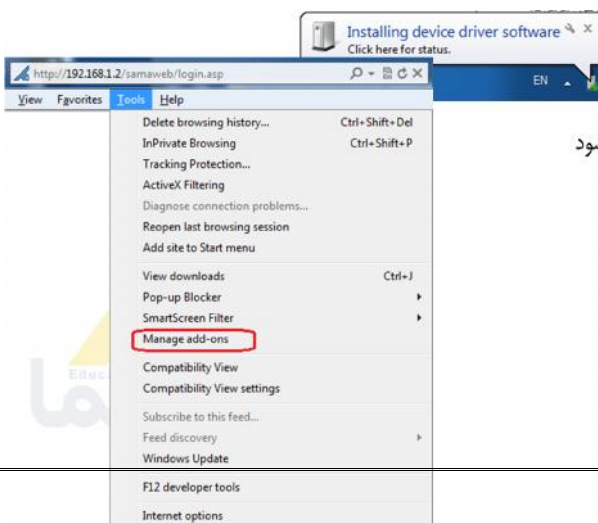 Installing device driver software
Click here for status.
http://192.168.1.2/samaweb/login.asp
EN
View Favorites Tools Help
Delete browsing history... Ctrl+Shift+Del
InPrivate Browsing Ctrl+Shift+P
Tracking Protection...
ActiveX Filtering
Diagnose connection problems...
Reopen last browsing session
Add site to Start menu
View downloads Ctrl+J
Pop-up Blocker
SmartScreen Filter
Manage add-ons
Compatibility View
Compatibility View settings
Subscribe to this feed...
Feed discovery
Windows Update
F12 developer tools
Internet options